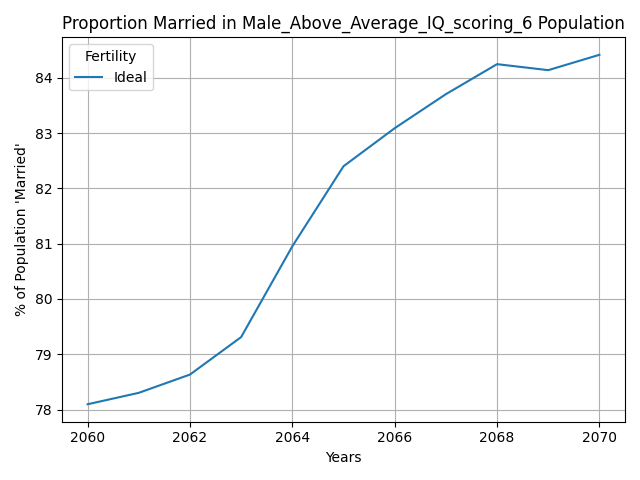 Proportion Married in Male_Above_Average_IQ_scoring_6 Population
Fertility
Ideal
% of Population 'Married'
84
83
82
81
80
79
78
2060 2062 2064 2066 2068 2070
Years